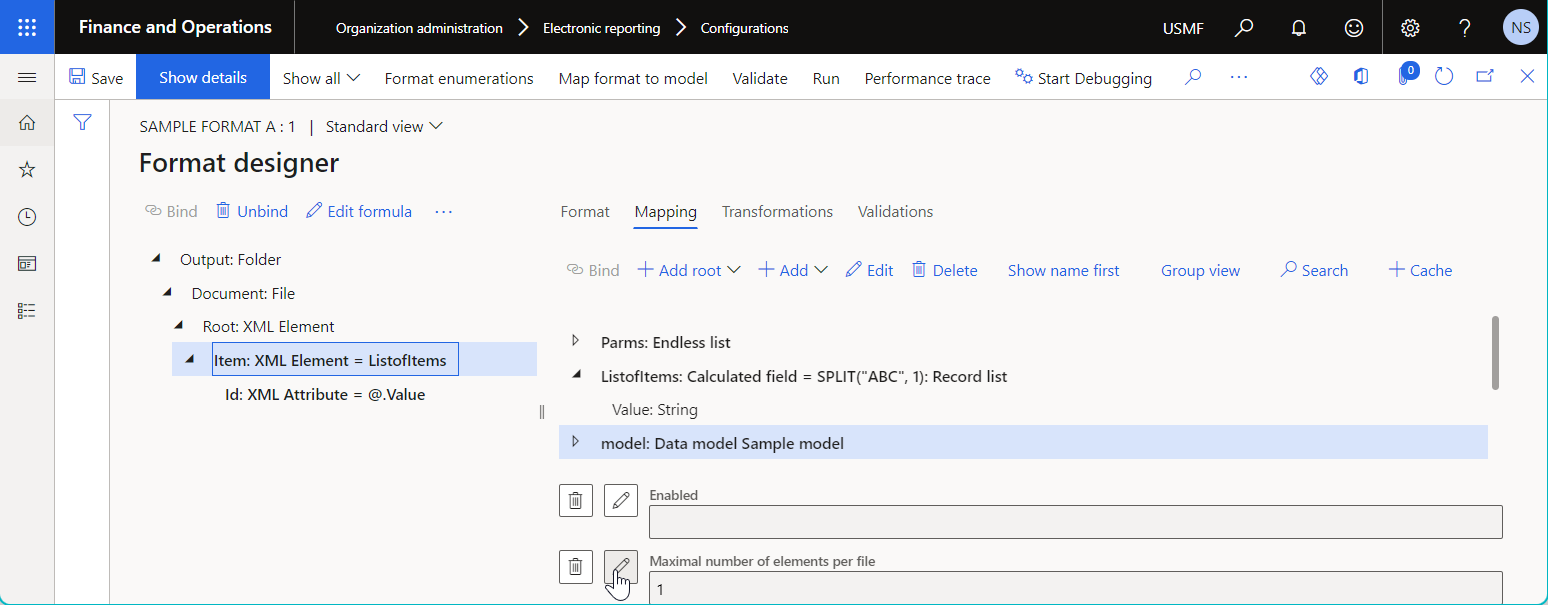 Finance and Operations
Organization administration
Electronic reporting
Configurations
USMF
NS
Save
Show details
Show all
Format enumerations
Map format to model
Validate
Run
Performance trace
Start Debugging
0
SAMPLE FORMAT A : 1 | Standard view
Format designer
Bind
Unbind
Edit formula
Output: Folder
Document: File
Root: XML Element
Item: XML Element = ListofItems
Id: XML Attribute = @.Value
Format
Mapping
Transformations
Validations
Bind
Add root
Add
Edit
Delete
Show name first
Group view
Search
Cache
Parms: Endless list
ListofItems: Calculated field = SPLIT("ABC", 1): Record list
Value: String
model: Data model Sample model
Enabled
Maximal number of elements per file
1